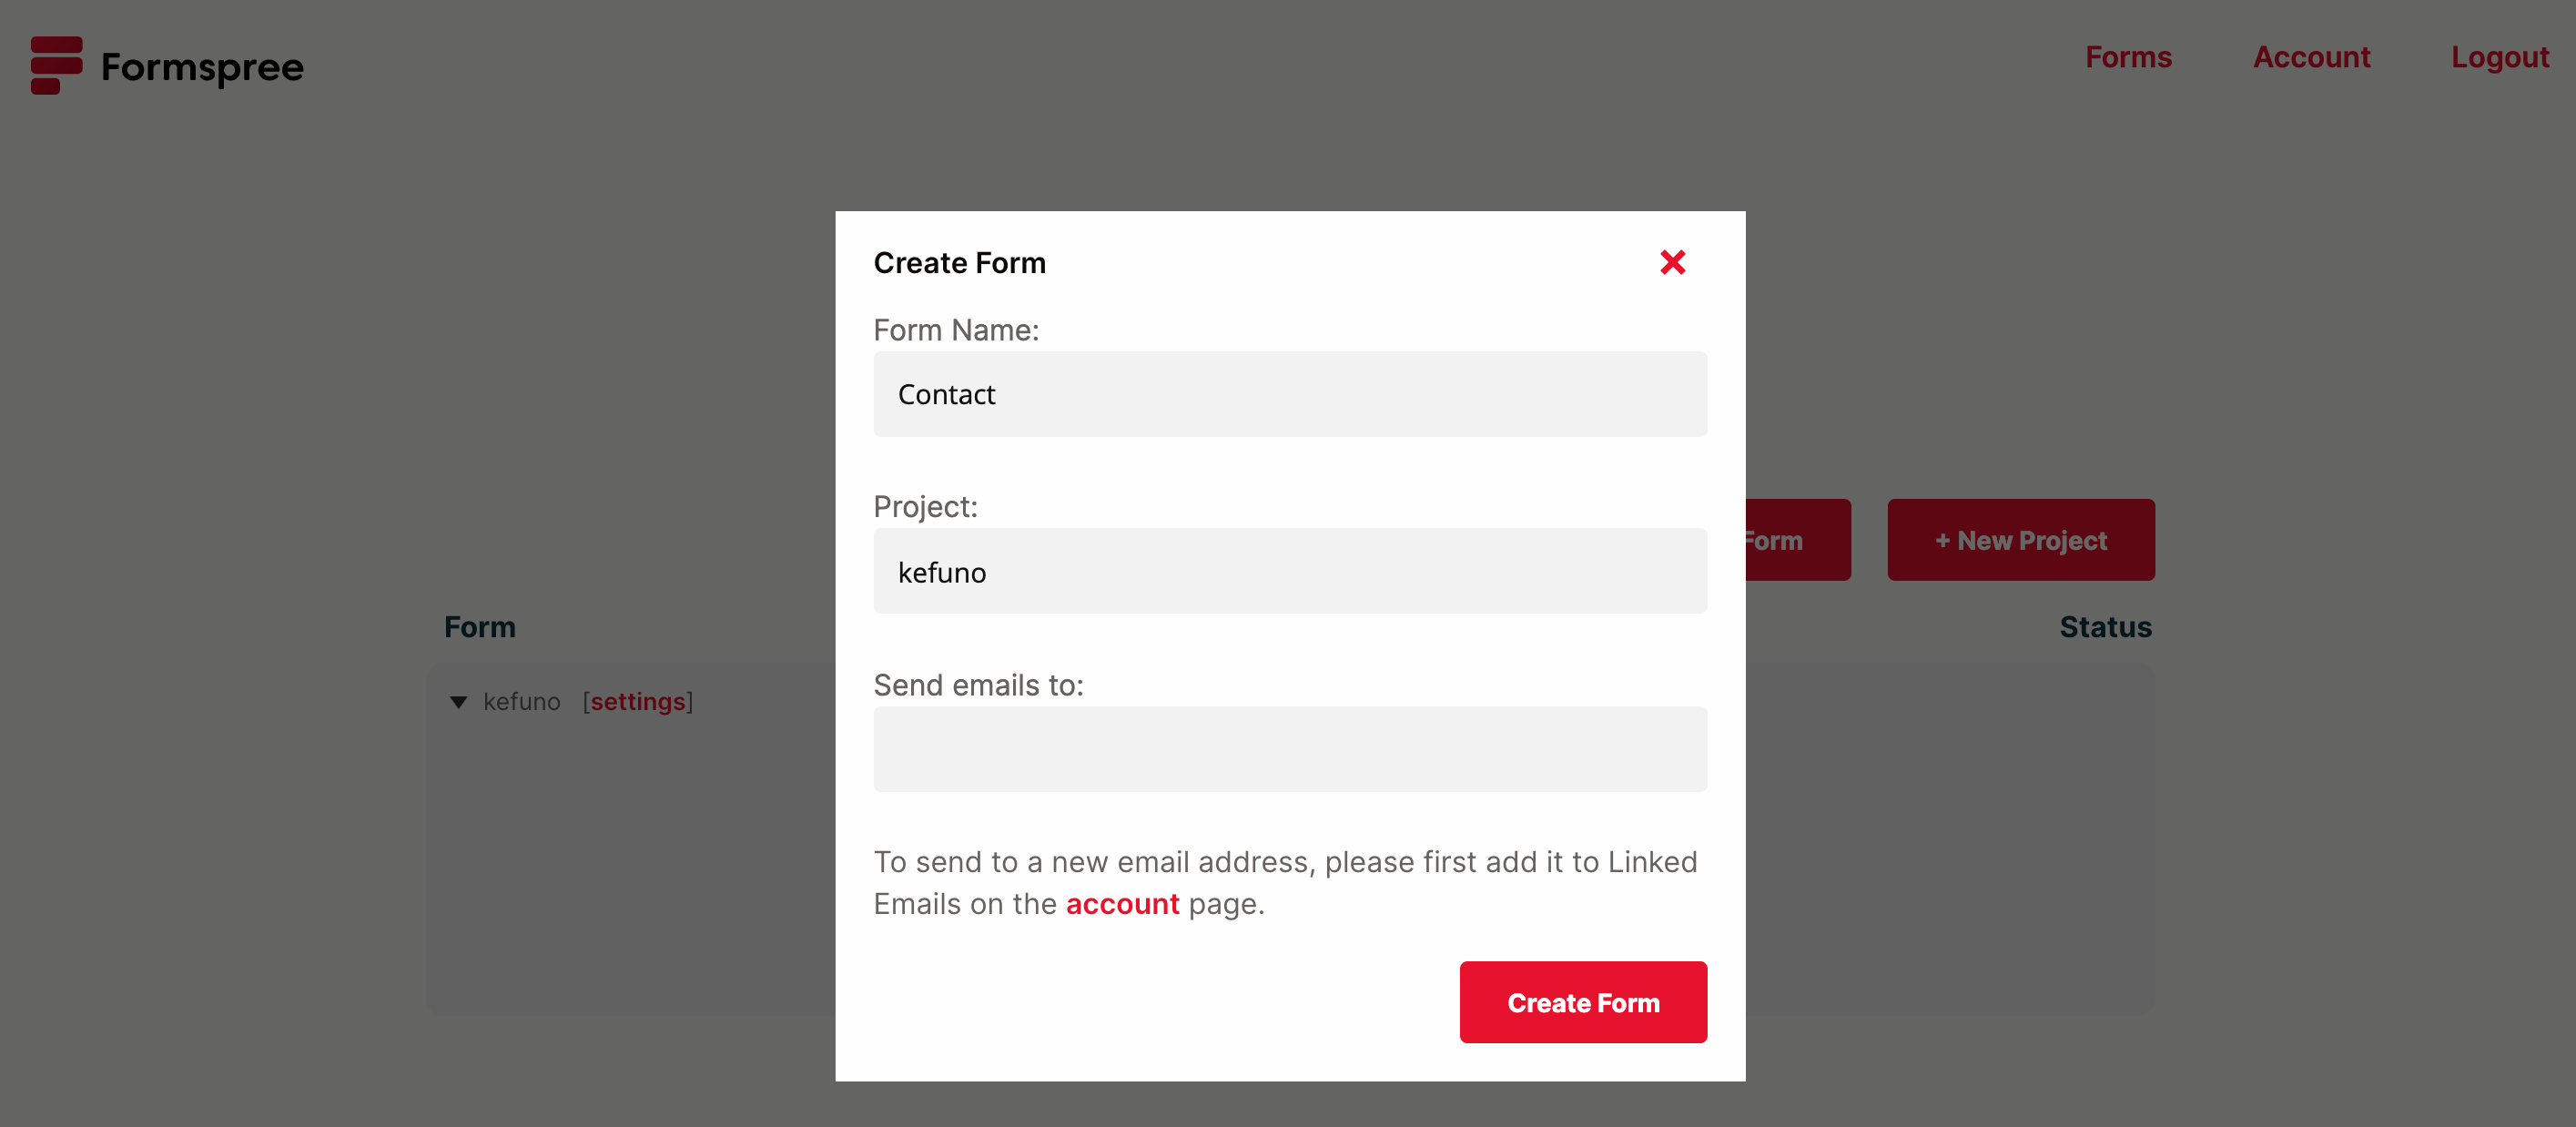 Formspree
Forms
Account
Logout
Create Form
Form Name:
Contact
Project:
kefuno
Send emails to:
To send to a new email address, please first add it to Linked
Emails on the account page.
Create Form
Form
+ New Project
Form
Status
kefuno [settings]